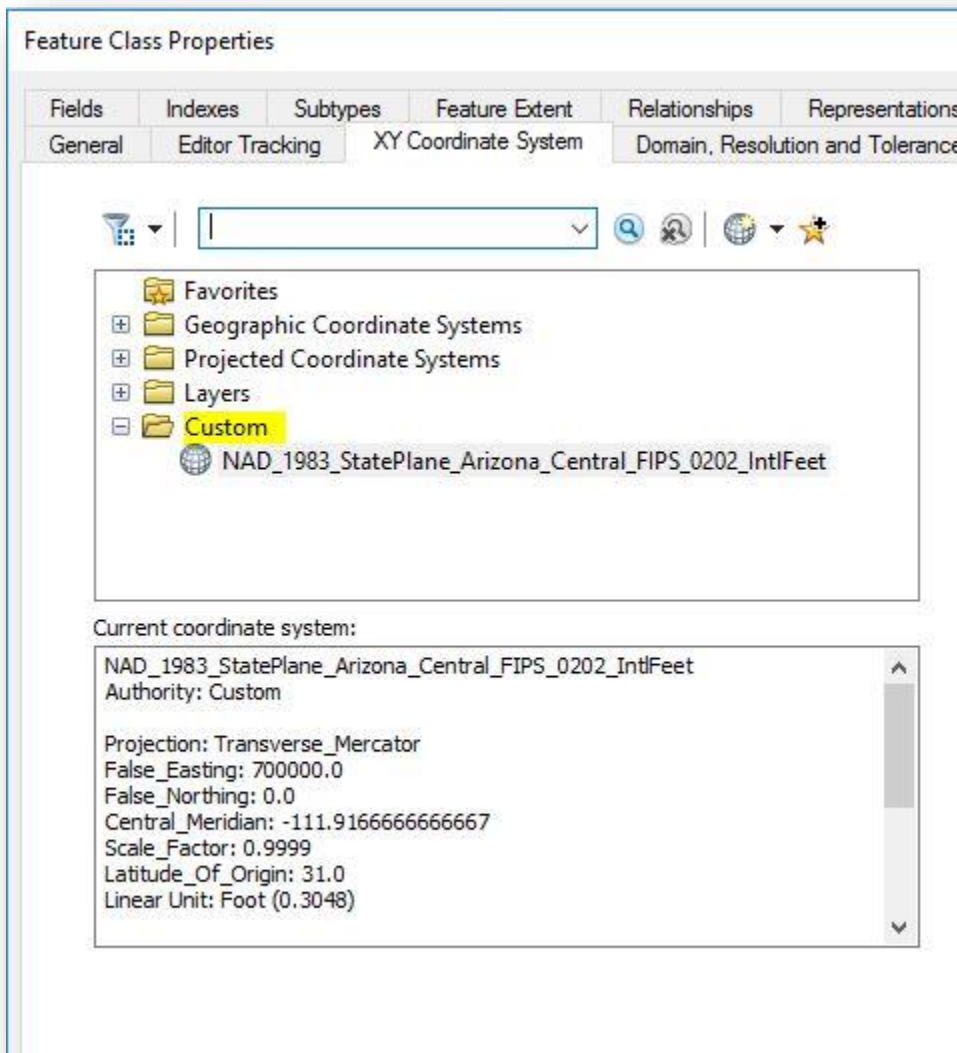 Feature Class Properties
Fields Indexes Subtypes Feature Extent Relationships Representations
General Editor Tracking XY Coordinate System Domain, Resolution and Tolerance
Favorites
Geographic Coordinate Systems
Projected Coordinate Systems
Layers
Custom
NAD_1983_StatePlane_Arizona_Central_FIPS_0202_IntlFeet
Current coordinate system:
NAD_1983_StatePlane_Arizona_Central_FIPS_0202_IntlFeet
Authority: Custom
Projection: Transverse_Mercator
False_Easting: 700000.0
False_Northing: 0.0
Central_Meridian: -111.9166666666667
Scale_Factor: 0.9999
Latitude_Of_Origin: 31.0
Linear Unit: Foot (0.3048)